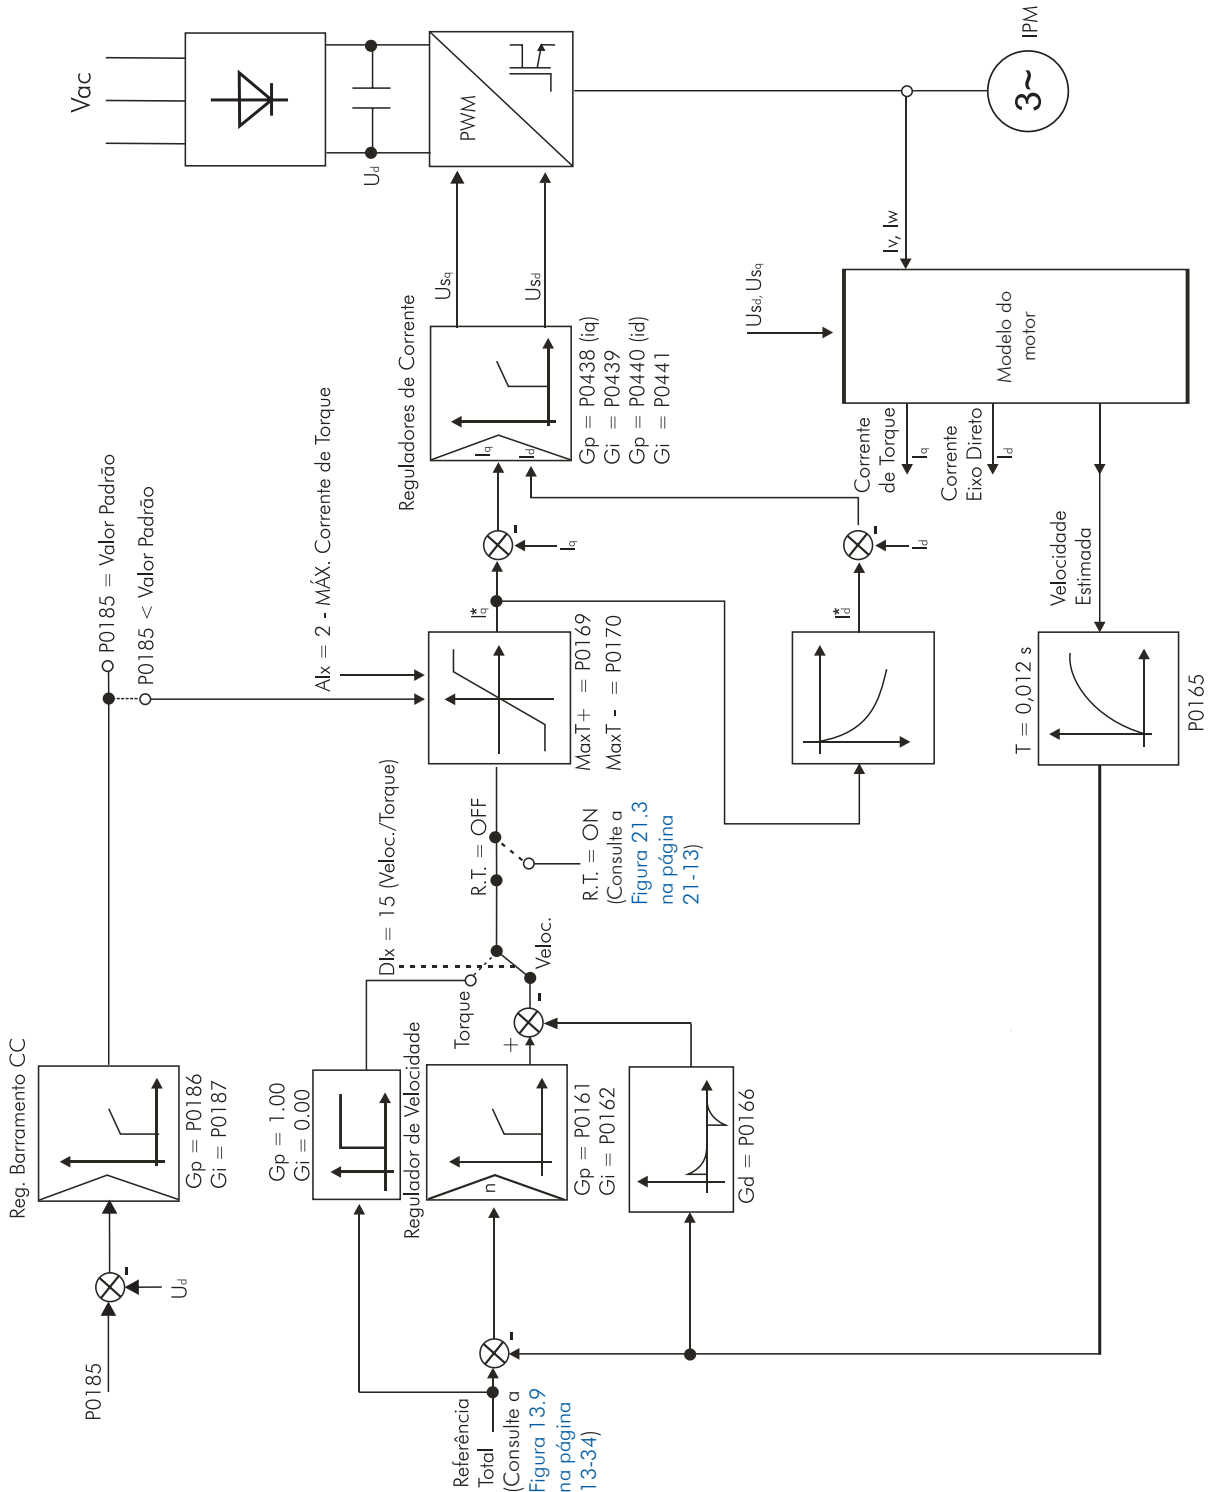 Reg. Barramento CC
P0185
Ud
Gp = P0186
Gi = P0187
P0185 = Valor Padrão
P0185 < Valor Padrão
Vac
Ud
PWM
3~
IPM
AIx = 2 - MÁX. Corrente de Torque
Reguladores de Corrente
Iq
Id
Usq
Usd
Gp = P0438 (iq)
Gi = P0439
Gp = P0440 (id)
Gi = P0441
Gp = 1.00
Gi = 0.00
Torque
DIx = 15 (Veloc./Torque)
Veloc.
R.T. = OFF
R.T. = ON
(Consulte a
Figura 21.3
na página
21-13)
MaxT+ = P0169
MaxT - = P0170
I*q
-
Iq
I*d
-
Id
Regulador de Velocidade
n
+
-
Gp = P0161
Gi = P0162
Gd = P0166
Referência
Total
(Consulte a
Figura 13.9
na página
13-34)
-
-
Usd, Usq
Iv, Iw
Modelo do
motor
Corrente
de Torque
Iq
Corrente
Eixo Direto
Id
Velocidade
Estimada
T = 0,012 s
P0165